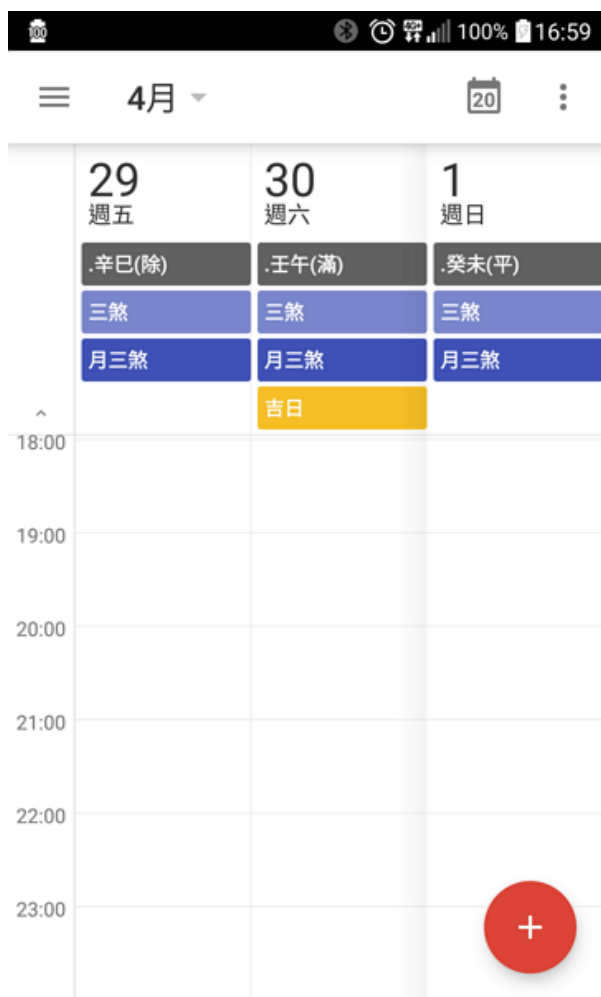 100 4G+ 100% 16:59
4月 20
29 30 1
週五 週六 週日
.辛巳(除) .壬午(滿) .癸未(平)
三煞 三煞 三煞
月三煞 月三煞 月三煞
吉日
18:00
19:00
20:00
21:00
22:00
23:00